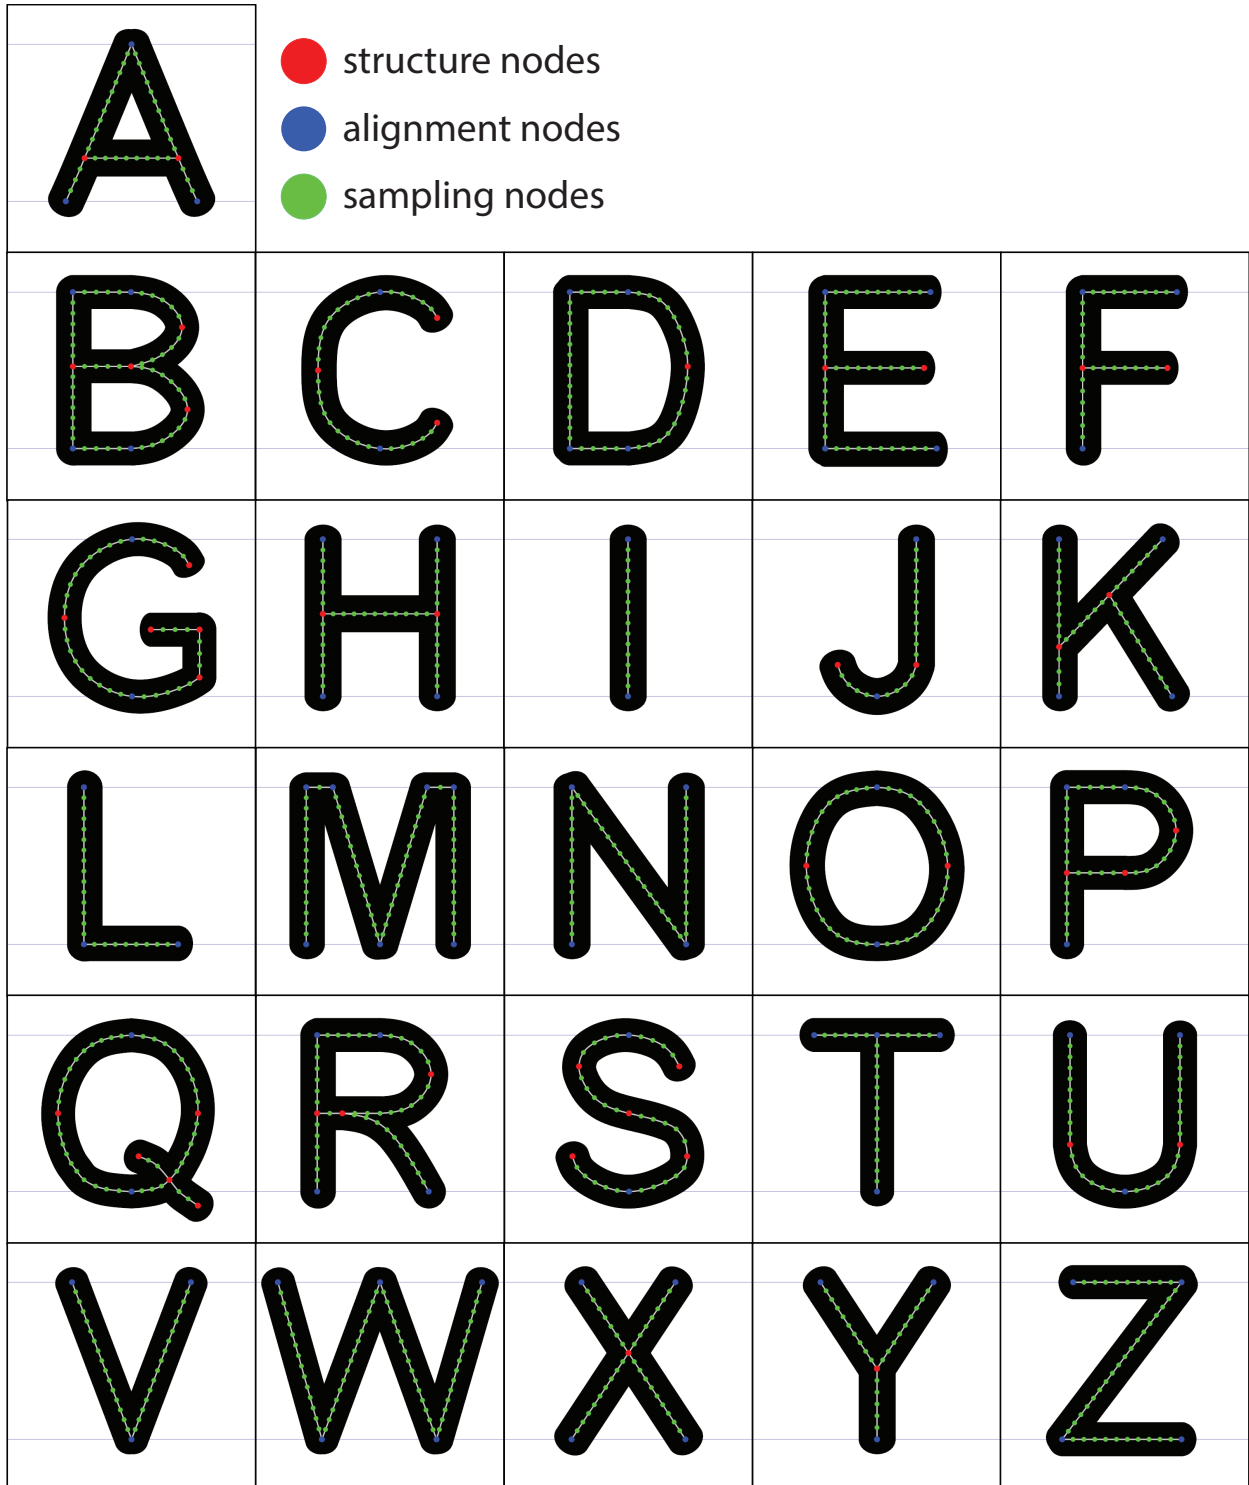 A
structure nodes
alignment nodes
sampling nodes
B C D E F
G H I J K
L M N O P
Q R S T U
V W X Y Z